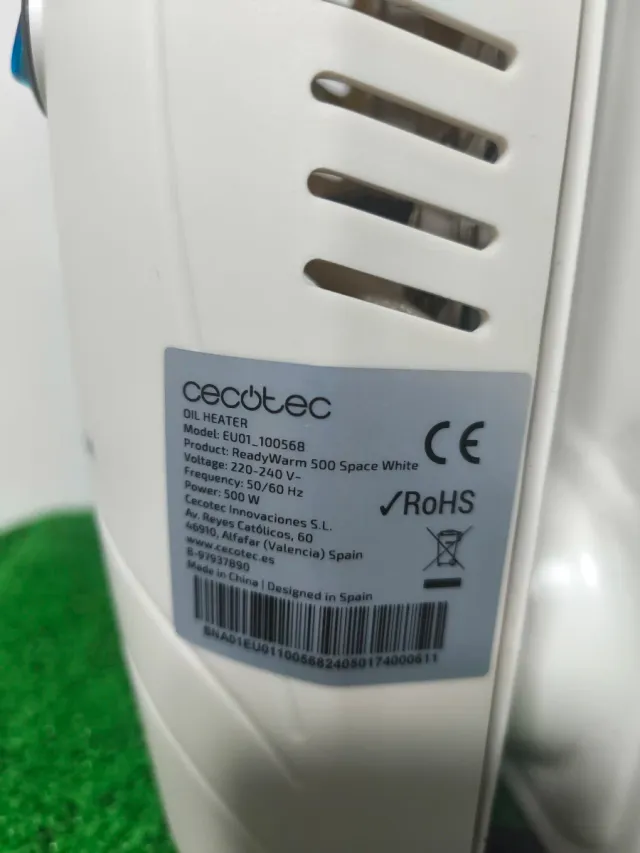 cecotec
OIL HEATER
Model: EU01_100568
Product: ReadyWarm 500 Space White
Voltage: 220-240 V~
Frequency: 50/60 Hz
Power: 500 W
Cecotec Innovaciones S.L.
Av. Reyes Católicos, 60
46910, Alfafar (Valencia) Spain
www.cecotec.es
B-97937890
Made in China | Designed in Spain
CE
✓RoHS
BNA01EU0110056824050174000611